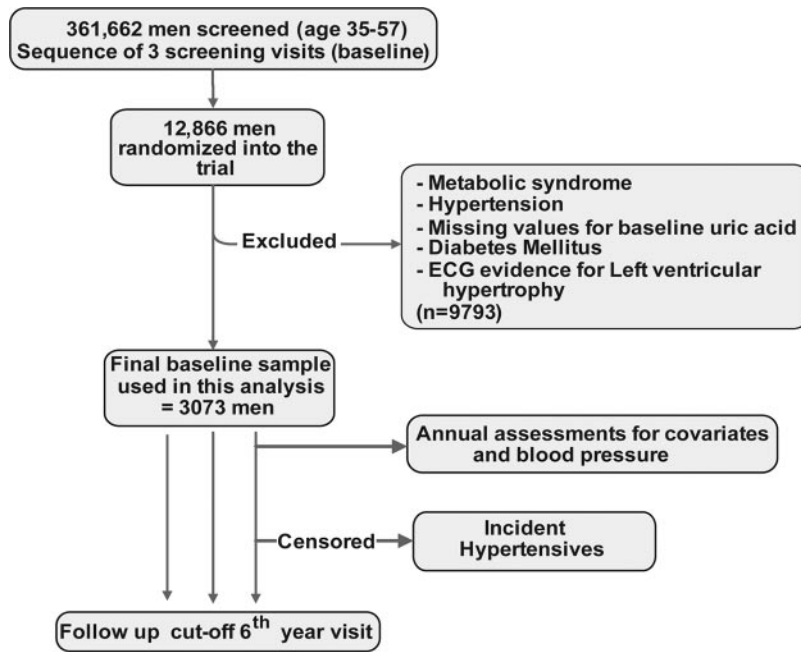 361,662 men screened (age 35-57)
Sequence of 3 screening visits (baseline)
12,866 men
randomized into the
trial
Excluded
- Metabolic syndrome
- Hypertension
- Missing values for baseline uric acid
- Diabetes Mellitus
- ECG evidence for Left ventricular
hypertrophy
(n=9793)
Final baseline sample
used in this analysis
= 3073 men
Annual assessments for covariates
and blood pressure
Censored
Incident
Hypertensives
Follow up cut-off 6th year visit